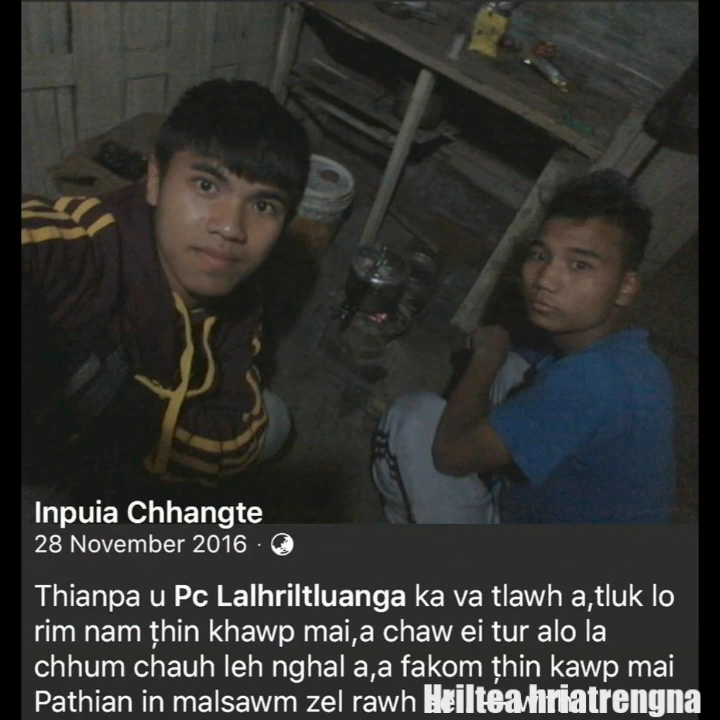 Inpuia Chhangte
28 November 2016 ·
Thianpa u Pc Lalhriltluanga ka va tlawh a,tluk lo
rim nam ṭhin khawp mai,a chaw ei tur alo la
chhum chauh leh nghal a,a fakom ṭhin kawp mai
Pathian in malsawm zel rawh
Hriltea hriatrengna